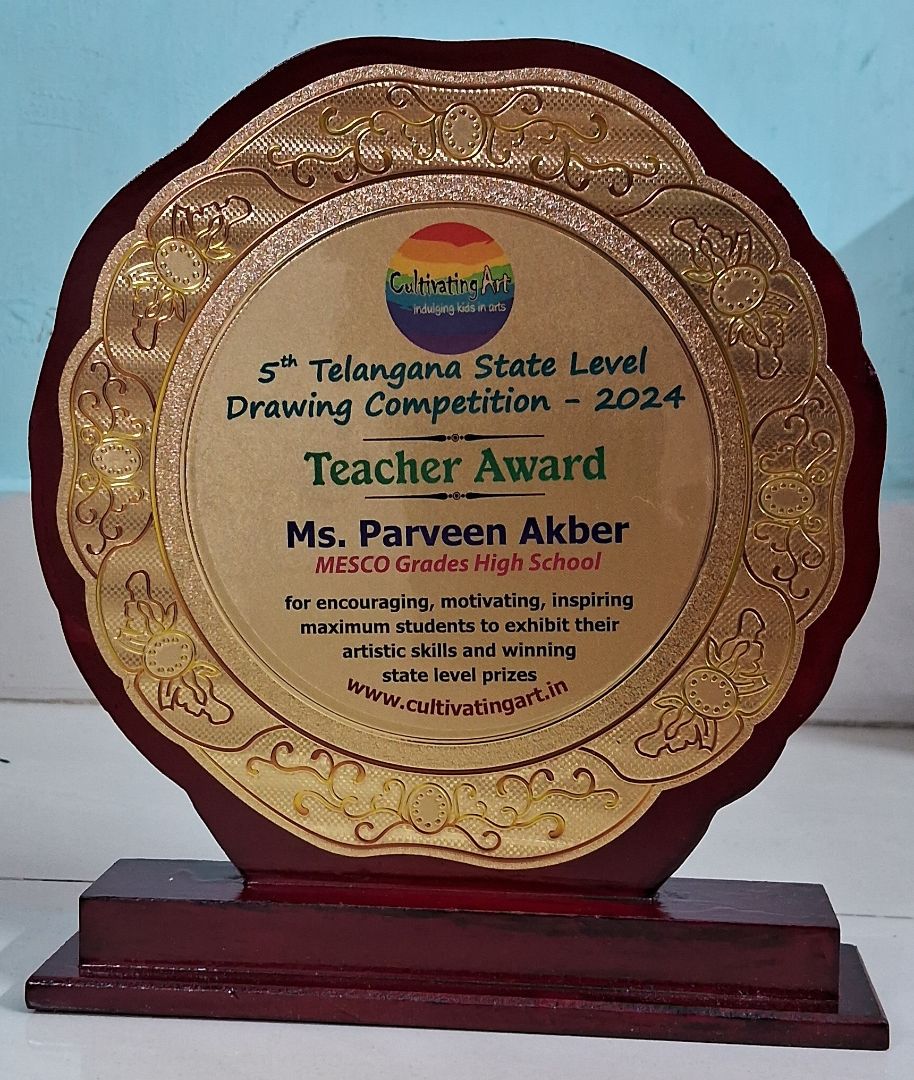 Cultivating Art
indulging kids in arts
5th Telangana State Level
Drawing Competition - 2024
Teacher Award
Ms. Parveen Akber
MESCO Grades High School
for encouraging, motivating, inspiring
maximum students to exhibit their
artistic skills and winning
state level prizes
www.cultivatingart.in